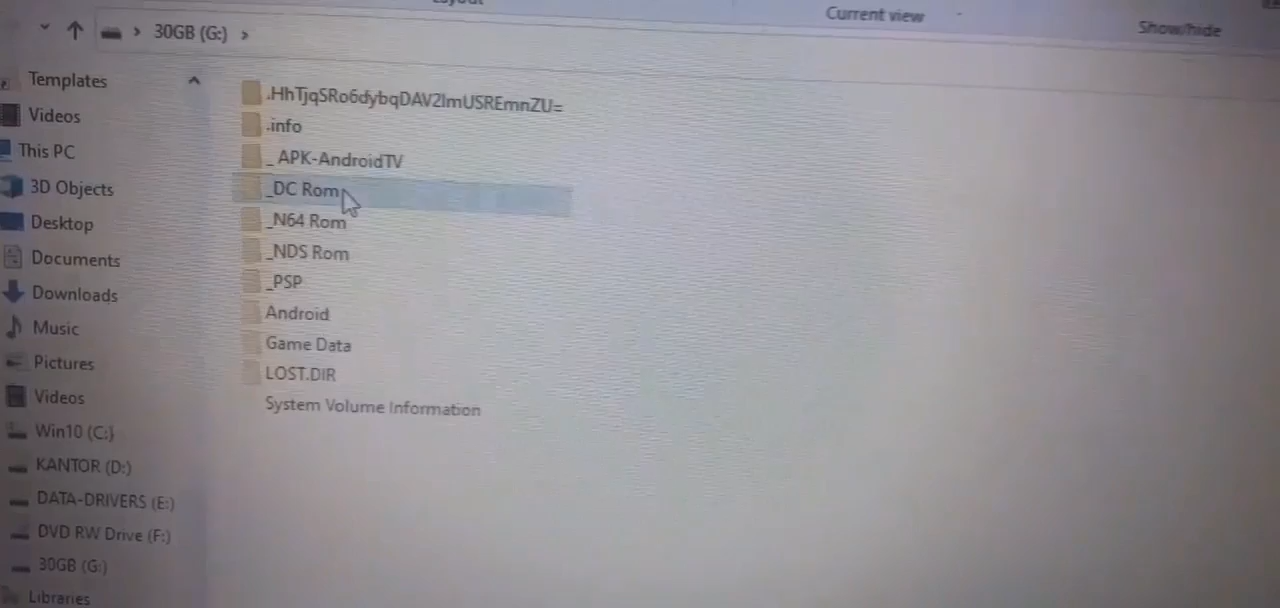 Layout
Current view
Show/hide
30GB (G:)
Templates
Videos
This PC
3D Objects
Desktop
Documents
Downloads
Music
Pictures
Videos
Win10 (C:)
KANTOR (D:)
DATA-DRIVERS (E:)
DVD RW Drive (F:)
30GB (G:)
Libraries
.info
_ APK-AndroidTV
_DC Rom
_N64 Rom
_NDS Rom
_PSP
Android
Game Data
LOST.DIR
System Volume Information